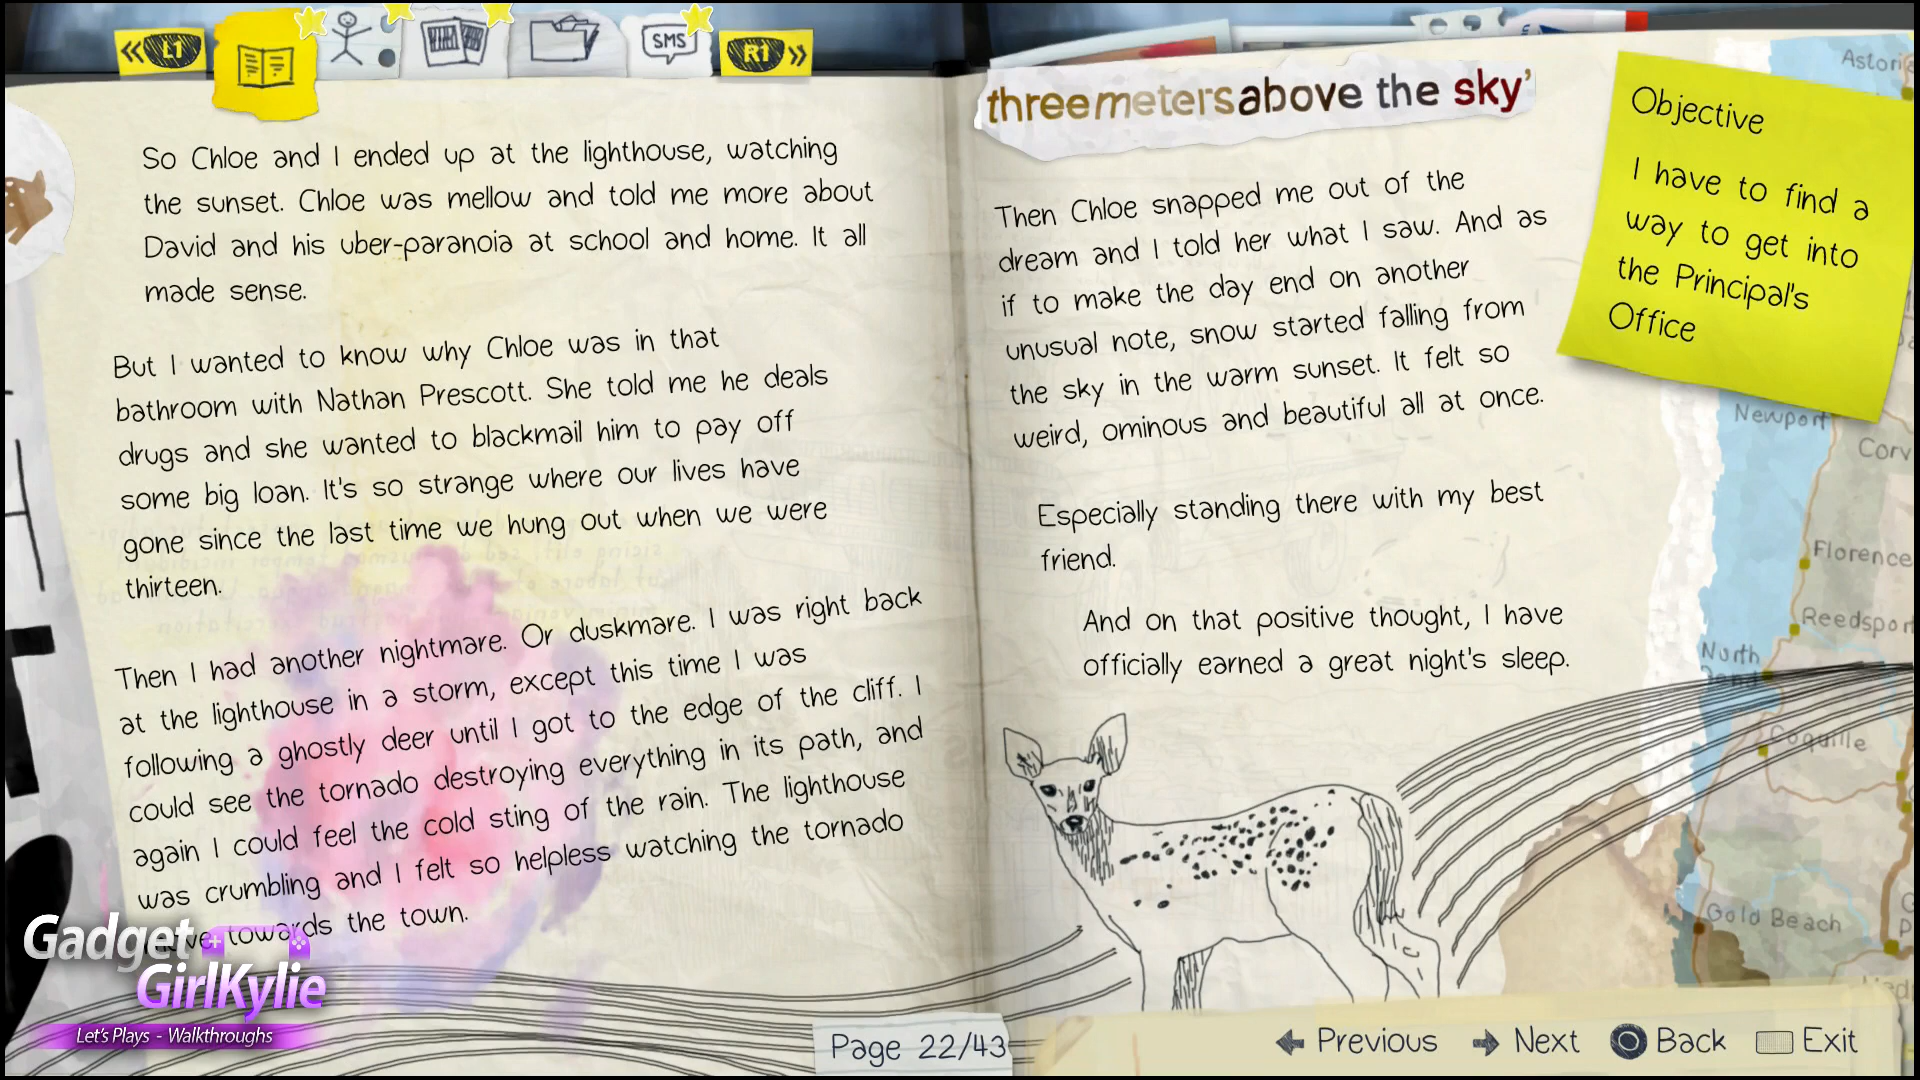 L1
SMS
R1
So Chloe and I ended up at the lighthouse, watching
the sunset. Chloe was mellow and told me more about
David and his uber-paranoia at school and home. It all
made sense.
But I wanted to know why Chloe was in that
bathroom with Nathan Prescott. She told me he deals
drugs and she wanted to blackmail him to pay off
some big loan. It's so strange where our lives have
gone since the last time we hung out when we were
thirteen.
Then I had another nightmare. Or duskmare. I was right back
at the lighthouse in a storm, except this time I was
following a ghostly deer until I got to the edge of the cliff. I
could see the tornado destroying everything in its path, and
again I could feel the cold sting of the rain. The lighthouse
was crumbling and I felt so helpless watching the tornado
towards the town.
threemetersabove the sky'
Then Chloe snapped me out of the
dream and I told her what I saw. And as
if to make the day end on another
unusual note, snow started falling from
the sky in the warm sunset. It felt so
weird, ominous and beautiful all at once.
Especially standing there with my best
friend.
And on that positive thought, I have
officially earned a great night's sleep.
Objective
I have to find a
way to get into
the Principal's
Office
Newport
Florence
North
Coquille
Gold Beach
Gadget
GirlKylie
Let's Plays - Walkthroughs
Page 22/43
Previous
Next
Back
Exit